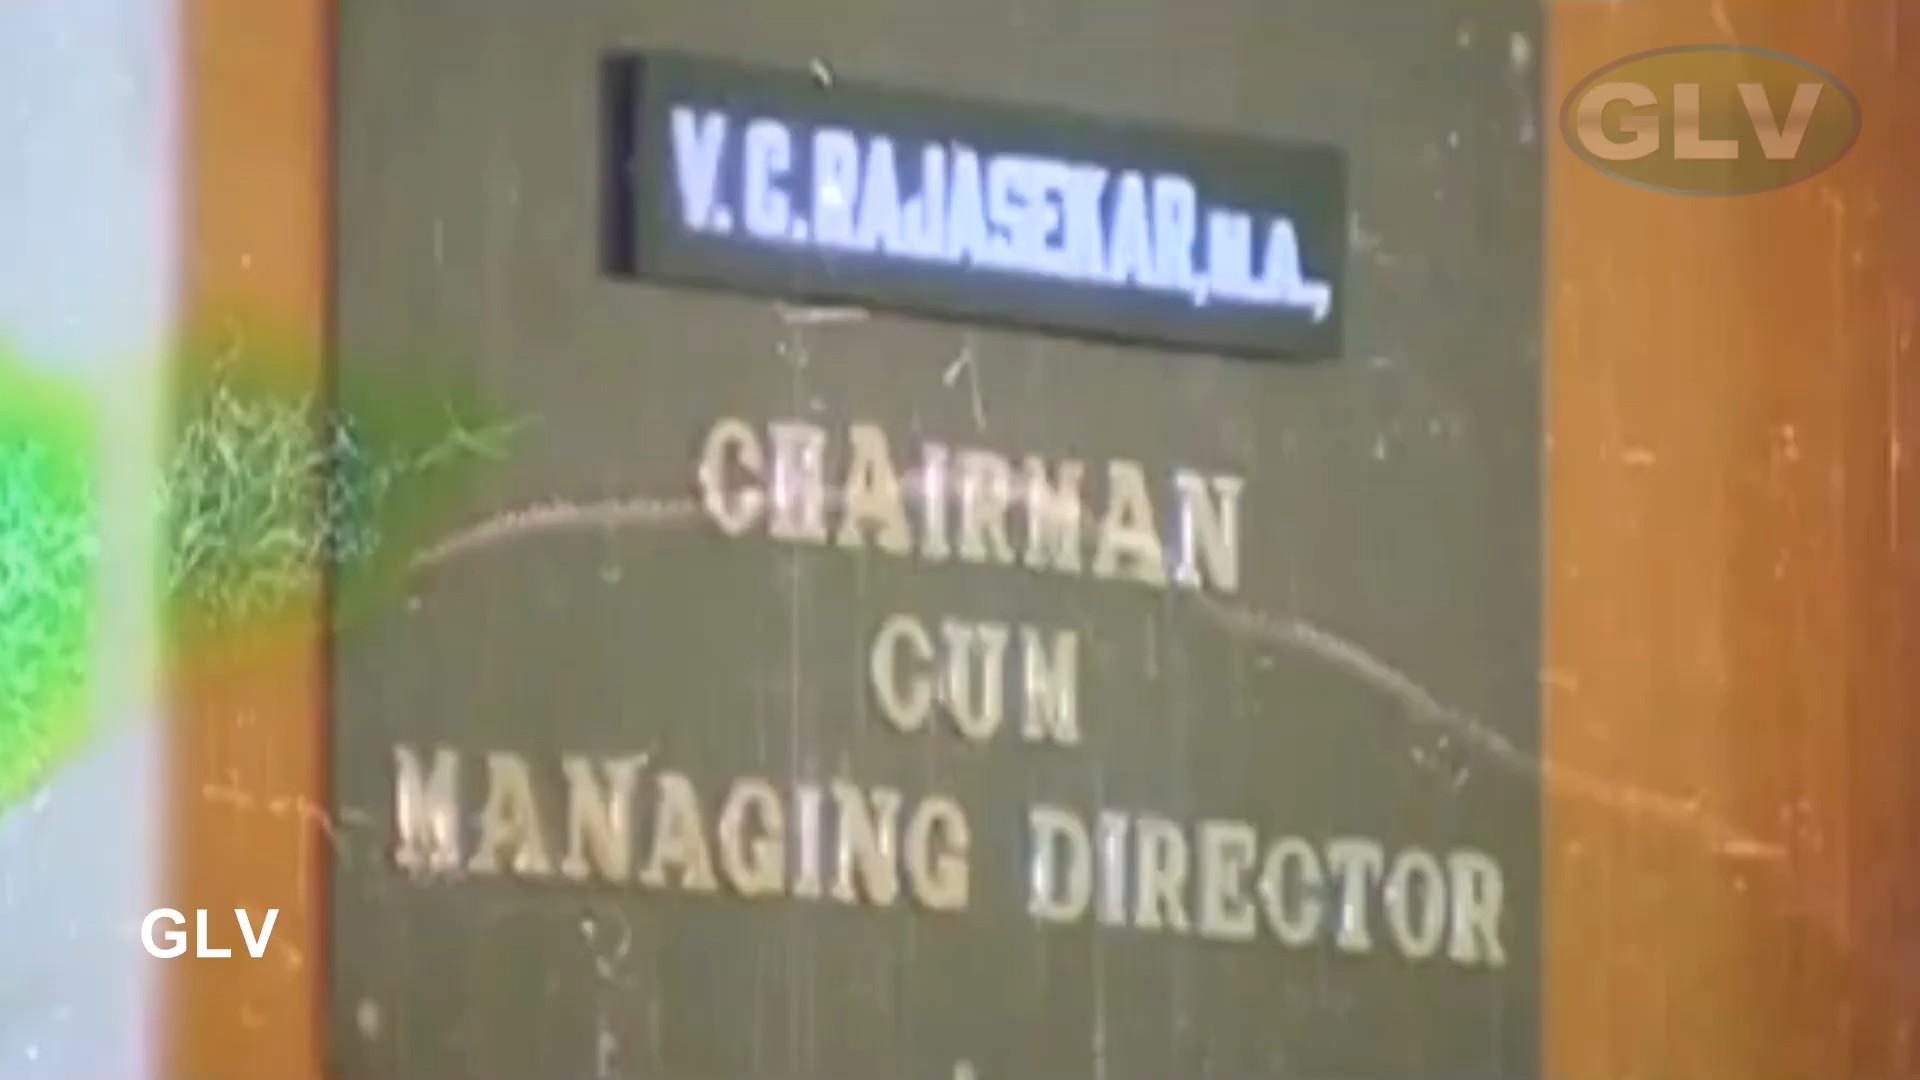 GLV
V. C. RAJASEKAR, M.A.,
CHAIRMAN
CUM
MANAGING DIRECTOR
GLV